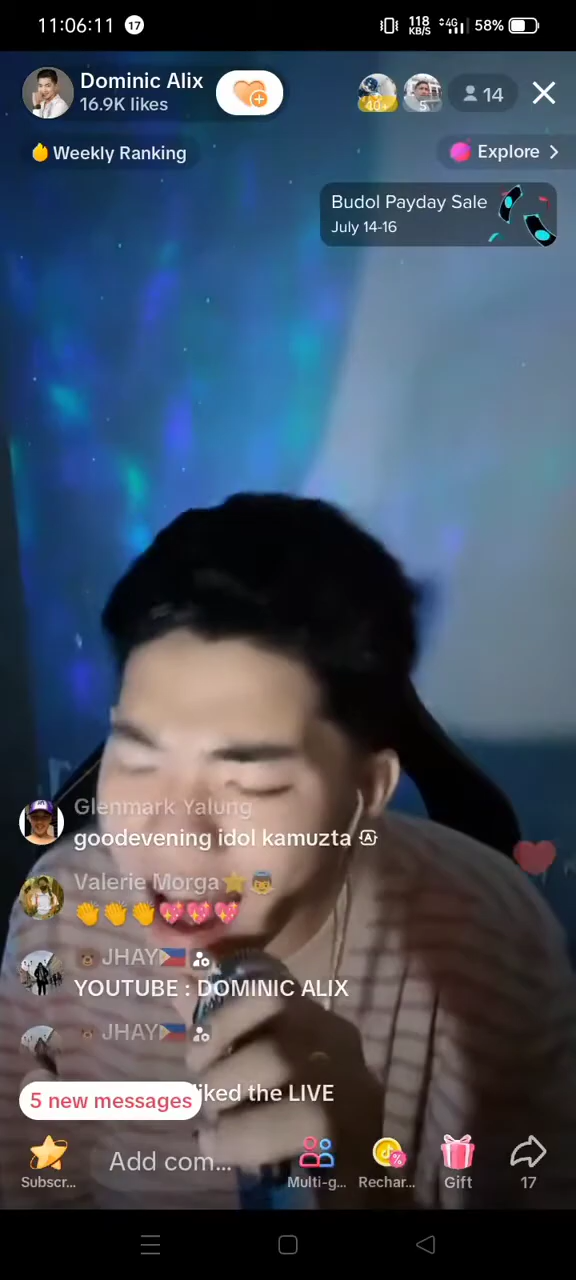 11:06:11 17 118 KB/S 4G 58%
Dominic Alix
16.9K likes
40+ 5 14
Weekly Ranking
Explore >
Budol Payday Sale
July 14-16
Glenmark Yalung
goodevening idol kamuzta
Valerie Morga⭐👼
👏👏👏💖💖💖
🐻 JHAY🇵🇭
YOUTUBE : DOMINIC ALIX
🐻 JHAY🇵🇭
5 new messages liked the LIVE
Add com...
Subscr... Multi-g... Rechar... Gift 17